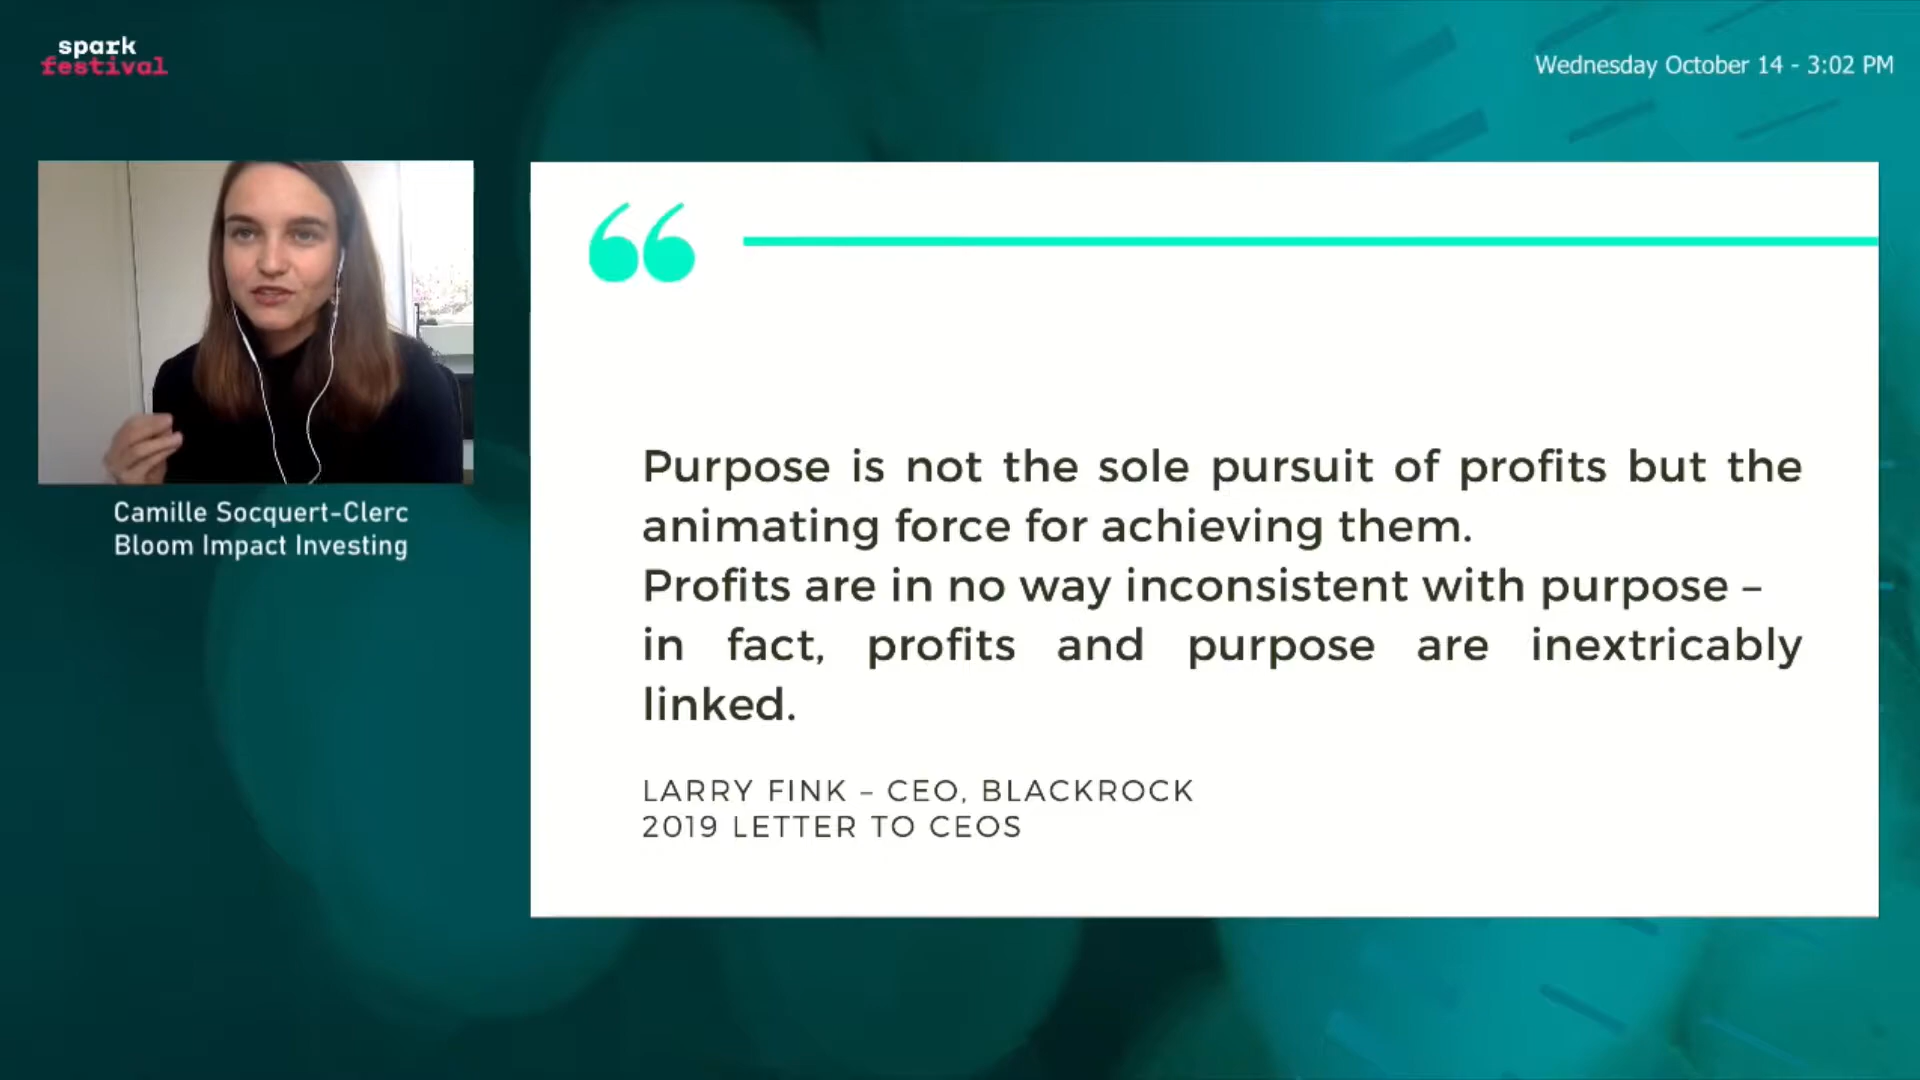 spark
festival
Wednesday October 14 - 3:02 PM
Camille Socquert-Clerc
Bloom Impact Investing
“
Purpose is not the sole pursuit of profits but the
animating force for achieving them.
Profits are in no way inconsistent with purpose –
in fact, profits and purpose are inextricably
linked.
LARRY FINK – CEO, BLACKROCK
2019 LETTER TO CEOS